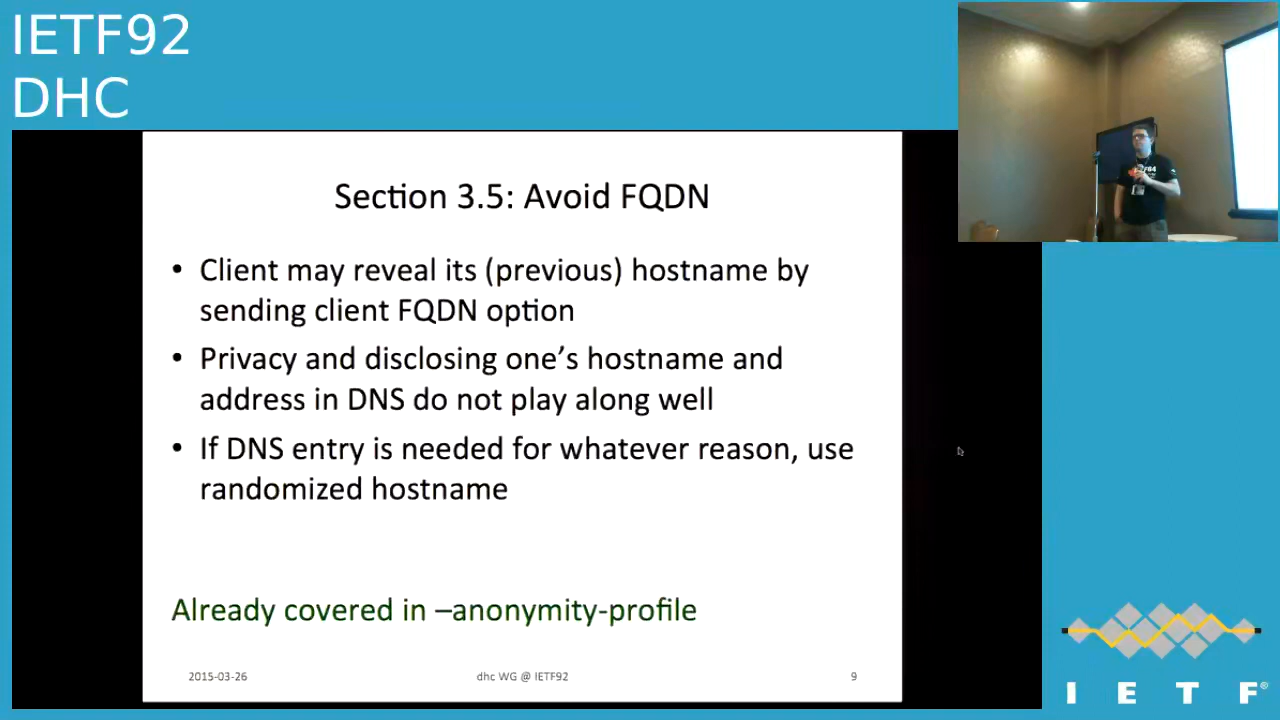 IETF92
DHC
Section 3.5: Avoid FQDN
• Client may reveal its (previous) hostname by
sending client FQDN option
• Privacy and disclosing one’s hostname and
address in DNS do not play along well
• If DNS entry is needed for whatever reason, use
randomized hostname
Already covered in –anonymity-profile
2015-03-26
dhc WG @ IETF92
9
I E T F®